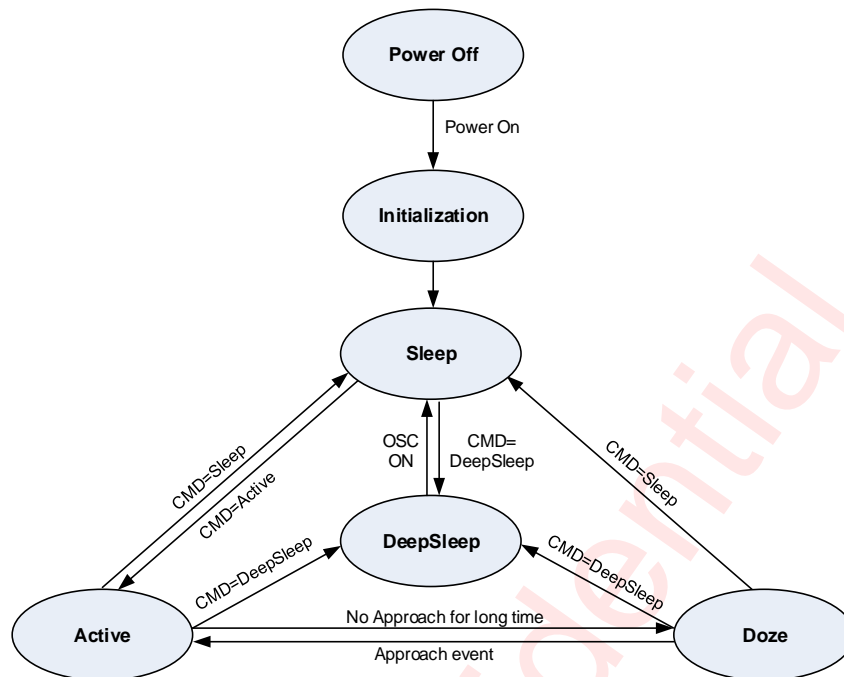 Power Off
Power On
Initialization
Sleep
OSC
ON
CMD=
DeepSleep
CMD=Sleep
CMD=Active
CMD=Sleep
DeepSleep
CMD=DeepSleep
CMD=DeepSleep
No Approach for long time
Active
Doze
Approach event
idential